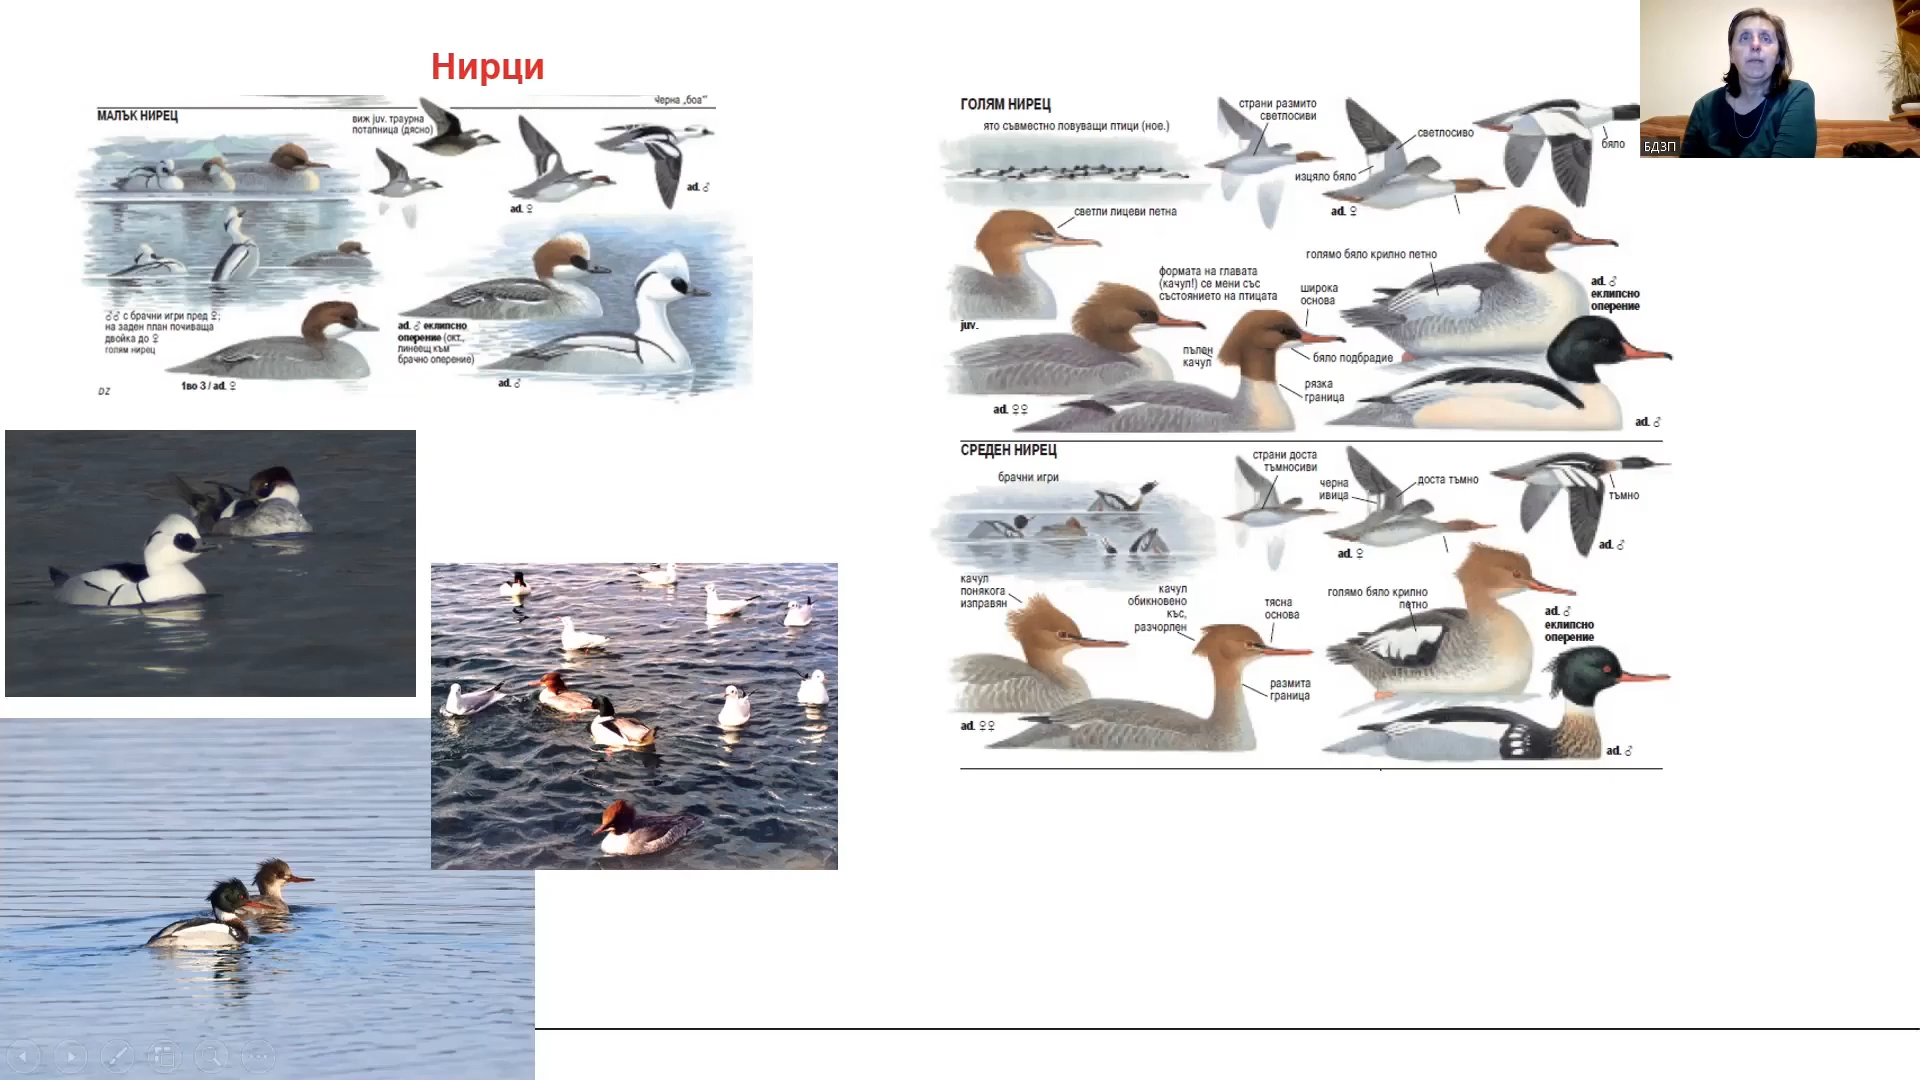 Нирци
Черна „боа“
МАЛЪК НИРЕЦ
виж juv. траурна
потапница (дясно)
ad. ♂
ad. ♀
♂♂ с брачни игри пред ♀;
на заден план почиваща
двойка до ♀
голям нирец
ad. ♂ еклипсно
оперение (окт.,
линеещ към
брачно оперение)
1во 3 / ad. ♀
ad. ♂
DZ
ГОЛЯМ НИРЕЦ
ято съвместно ловуващи птици (ное.)
страни размито
светлосиви
светлосиво
бяло
изцяло бяло
ad. ♀
светли лицеви петна
голямо бяло крилно петно
формата на главата
(качул!) се мени със
състоянието на птицата
широка
основа
ad. ♂
еклипсно
оперение
juv.
пълен
качул
бяло подбрадие
рязка
граница
ad. ♀♀
ad. ♂
СРЕДЕН НИРЕЦ
брачни игри
страни доста
тъмносиви
черна
ивица
доста тъмно
тъмно
ad. ♀
ad. ♂
качул
понякога
изправян
качул
обикновено
къс,
разчорлен
тясна
основа
голямо бяло крилно
петно
ad. ♂
еклипсно
оперение
размита
граница
ad. ♀♀
ad. ♂
БДЗП